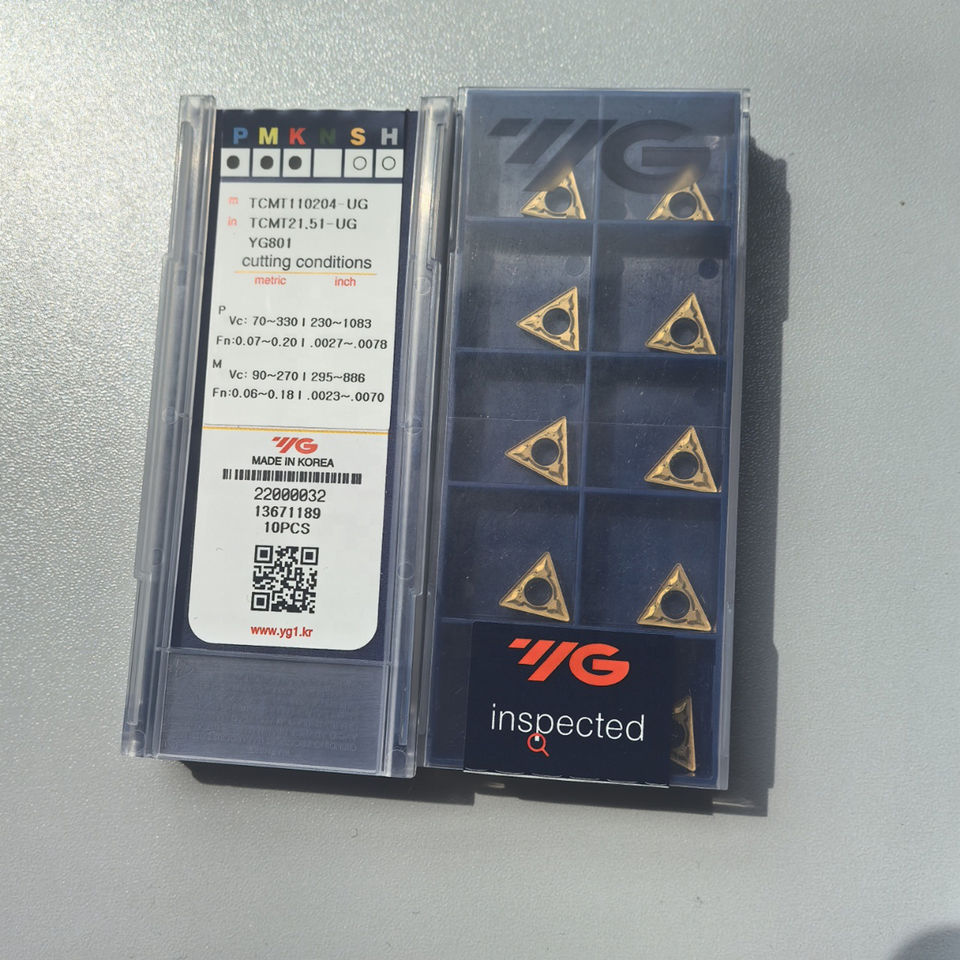 P M K N S H
m TCMT110204-UG
in TCMT21.51-UG
YG801
cutting conditions
metric inch
P
Vc: 70~330 | 230~1083
Fn:0.07~0.20 | .0027~.0078
M
Vc: 90~270 | 295~886
Fn:0.06~0.18 | .0023~.0070
YG
MADE IN KOREA
22000032
13671189
10PCS
www.yg1.kr
YG
YG
inspected